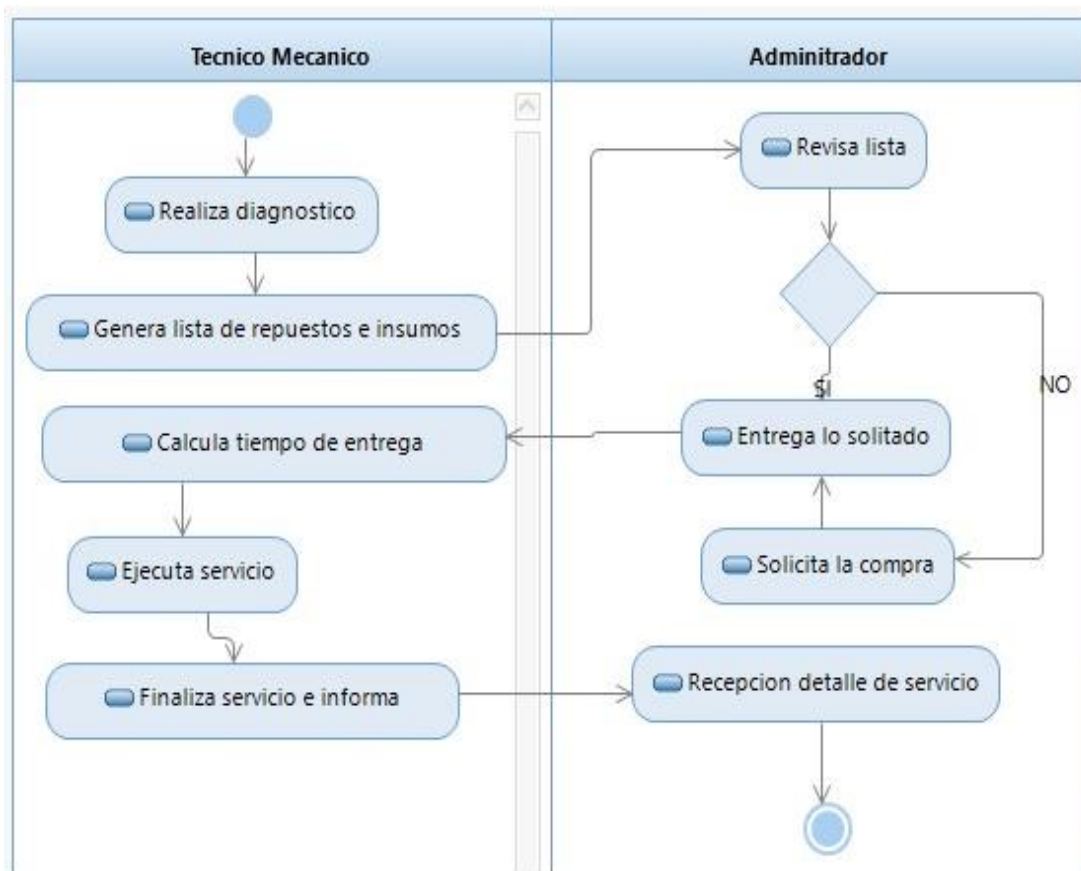 Tecnico Mecanico
Adminitrador
Revisa lista
Realiza diagnostico
Genera lista de repuestos e insumos
SI
NO
Calcula tiempo de entrega
Entrega lo solitado
Ejecuta servicio
Solicita la compra
Finaliza servicio e informa
Recepcion detalle de servicio